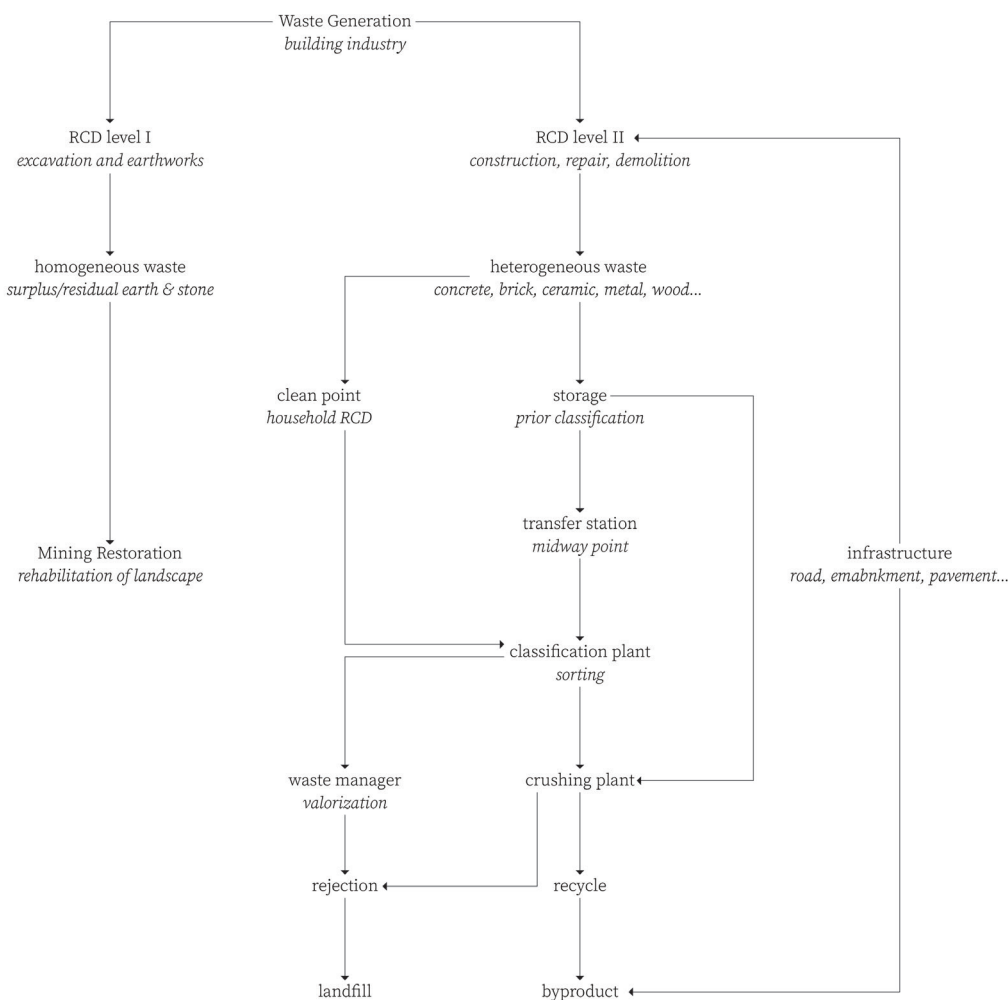 Waste Generation
building industry
RCD level I
excavation and earthworks
RCD level II
construction, repair, demolition
homogeneous waste
surplus/residual earth & stone
heterogeneous waste
concrete, brick, ceramic, metal, wood...
clean point
household RCD
storage
prior classification
transfer station
midway point
Mining Restoration
rehabilitation of landscape
infrastructure
road, emabnkment, pavement...
classification plant
sorting
waste manager
valorization
crushing plant
rejection
recycle
landfill
byproduct